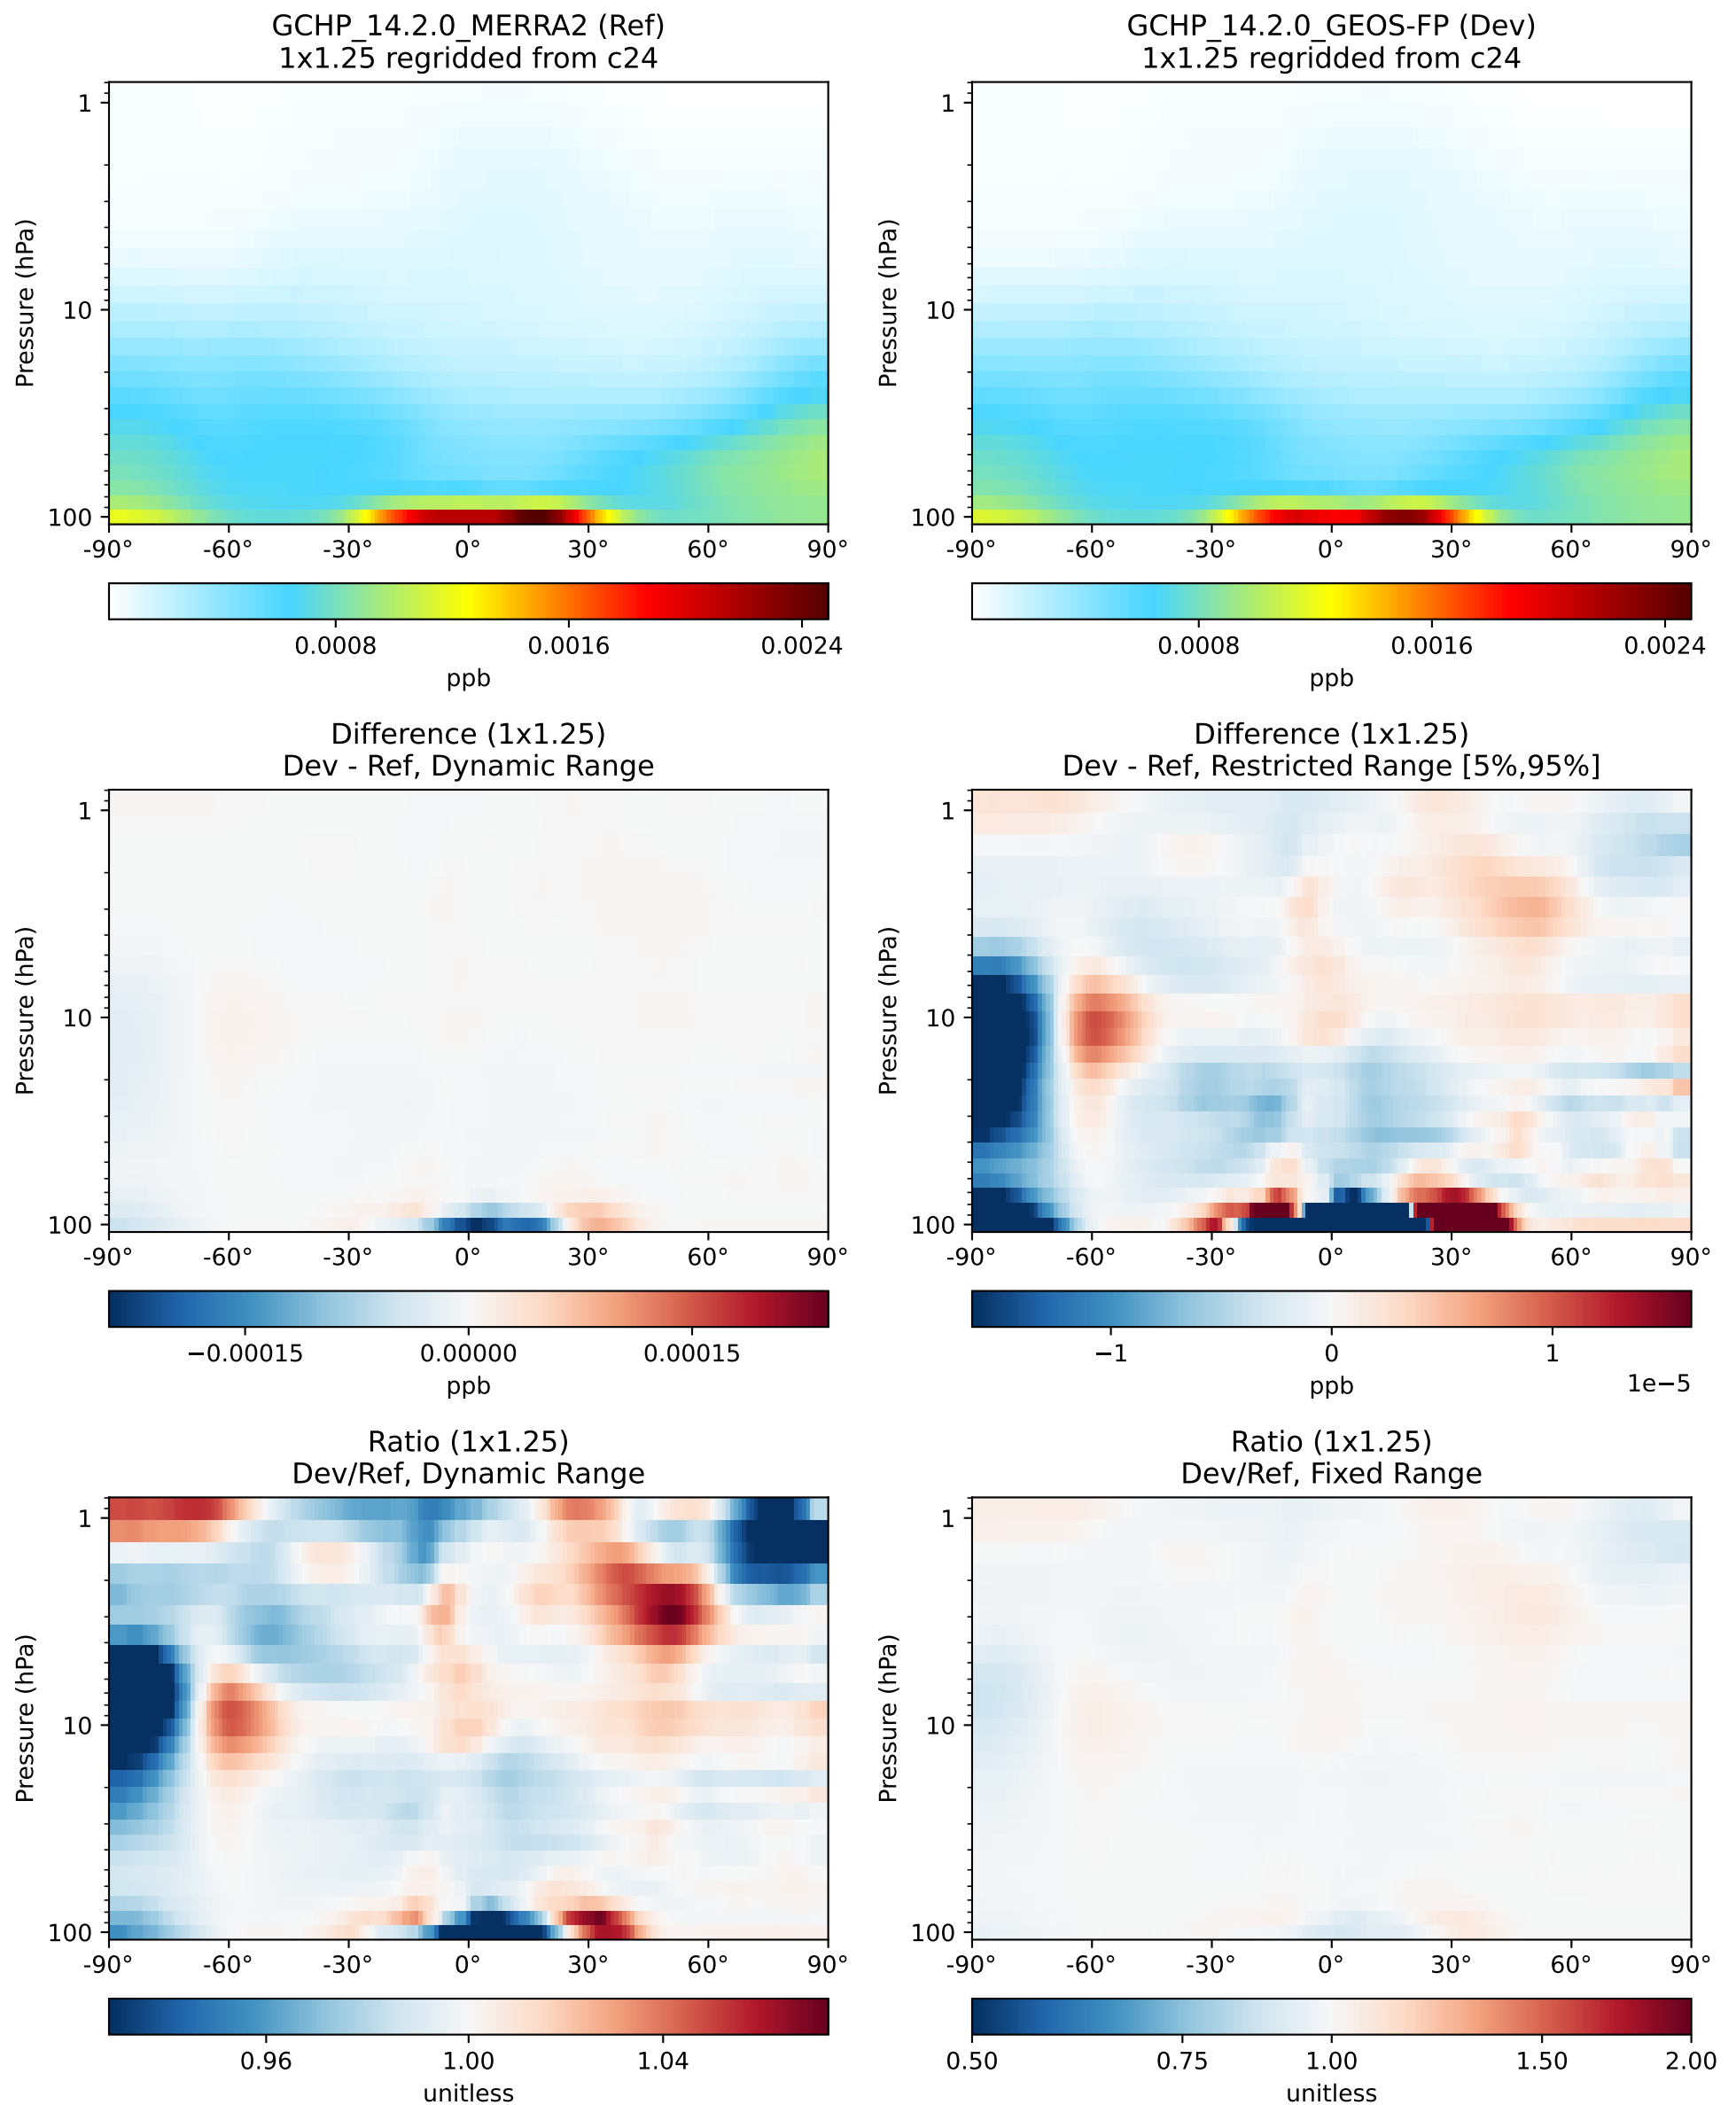 GCHP_14.2.0_MERRA2 (Ref)
1x1.25 regridded from c24
Pressure (hPa)
1
10
100
-90° -60° -30° 0° 30° 60° 90°
0.0008 0.0016 0.0024
ppb
GCHP_14.2.0_GEOS-FP (Dev)
1x1.25 regridded from c24
Pressure (hPa)
1
10
100
-90° -60° -30° 0° 30° 60° 90°
0.0008 0.0016 0.0024
ppb
Difference (1x1.25)
Dev - Ref, Dynamic Range
Pressure (hPa)
1
10
100
-90° -60° -30° 0° 30° 60° 90°
−0.00015 0.00000 0.00015
ppb
Difference (1x1.25)
Dev - Ref, Restricted Range [5%,95%]
Pressure (hPa)
1
10
100
-90° -60° -30° 0° 30° 60° 90°
−1 0 1
1e−5
ppb
Ratio (1x1.25)
Dev/Ref, Dynamic Range
Pressure (hPa)
1
10
100
-90° -60° -30° 0° 30° 60° 90°
0.96 1.00 1.04
unitless
Ratio (1x1.25)
Dev/Ref, Fixed Range
Pressure (hPa)
1
10
100
-90° -60° -30° 0° 30° 60° 90°
0.50 0.75 1.00 1.50 2.00
unitless